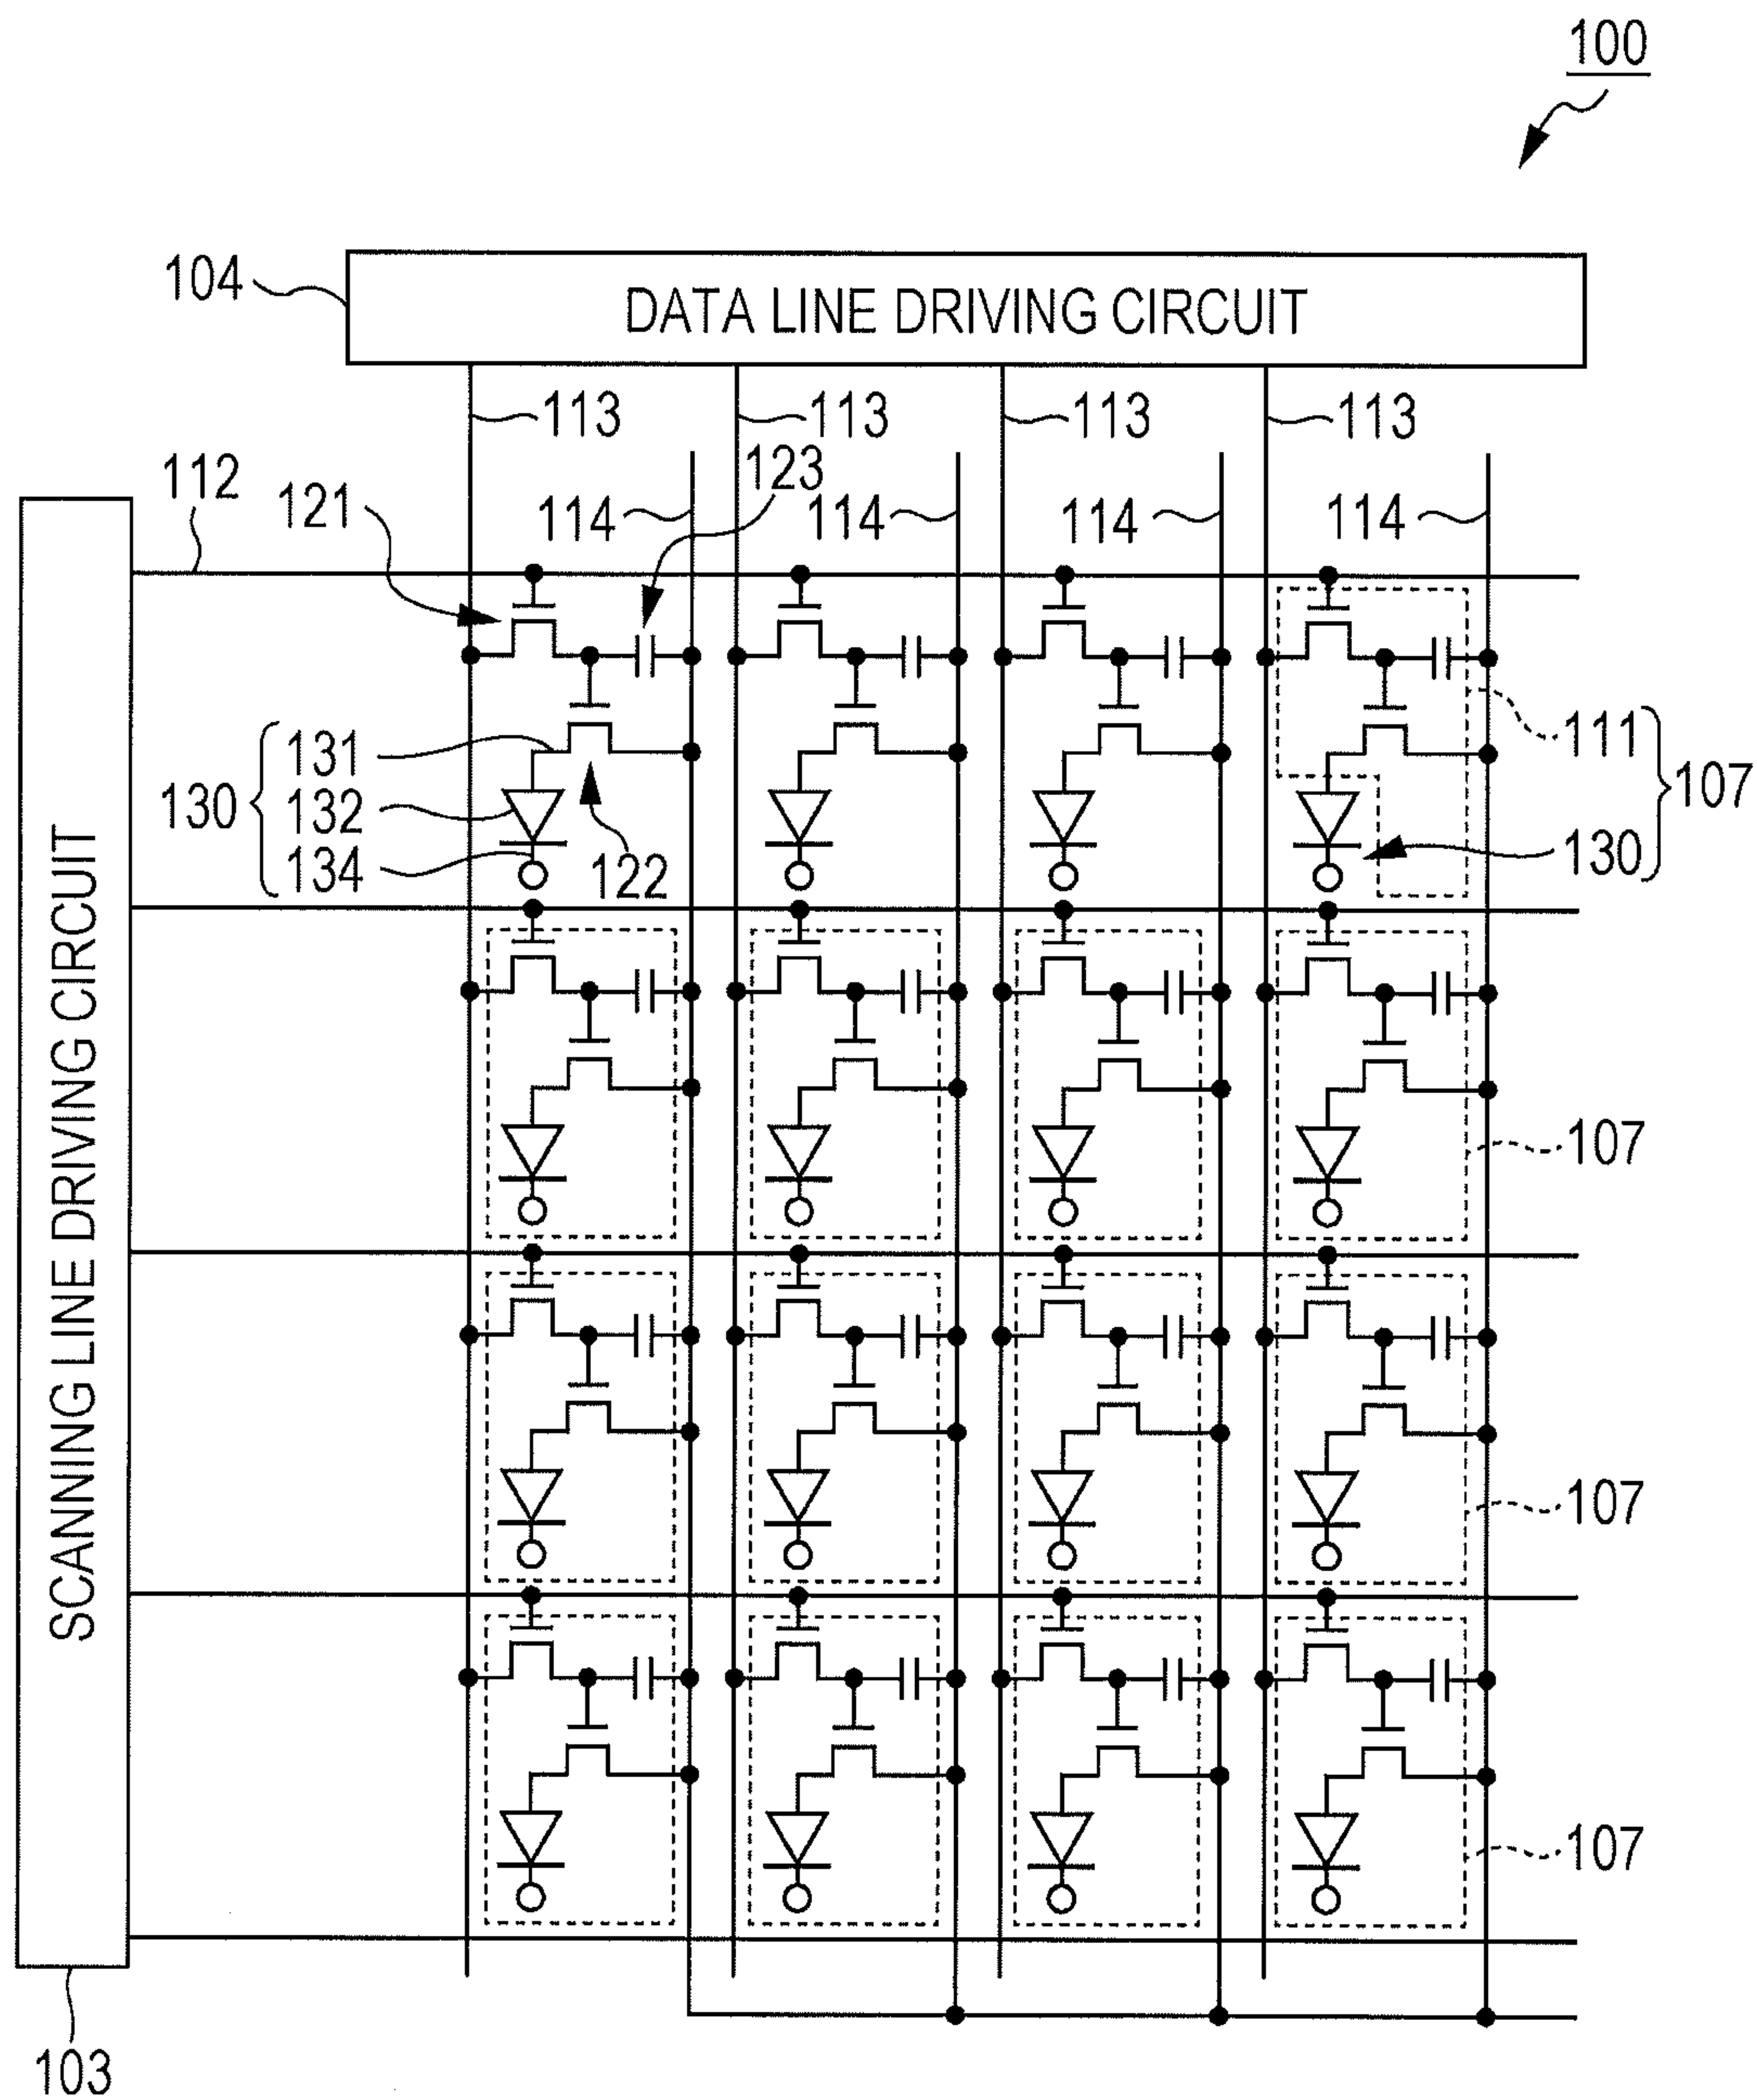 100
104
DATA LINE DRIVING CIRCUIT
113 113 113 113
112 121 114 123 114 114 114
130 131 132 134 122
111 107 130
107
107
107
SCANNING LINE DRIVING CIRCUIT
103